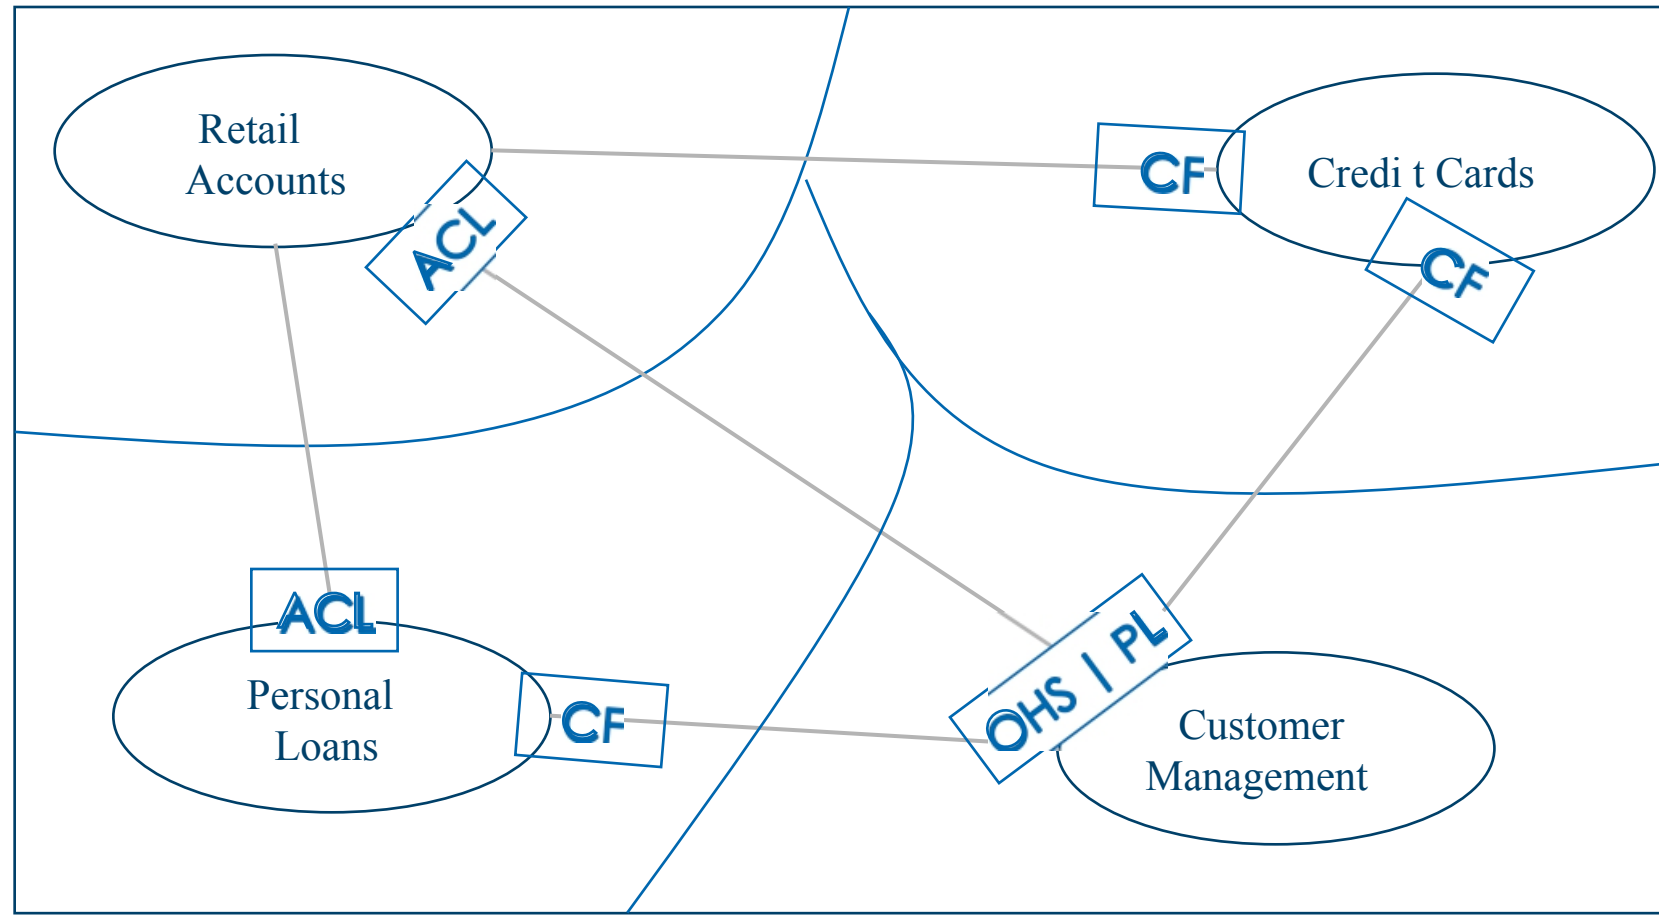 Retail
Accounts
ACL
CF
Credi t Cards
CF
ACL
Personal
Loans
CF
OHS | PL
Customer
Management